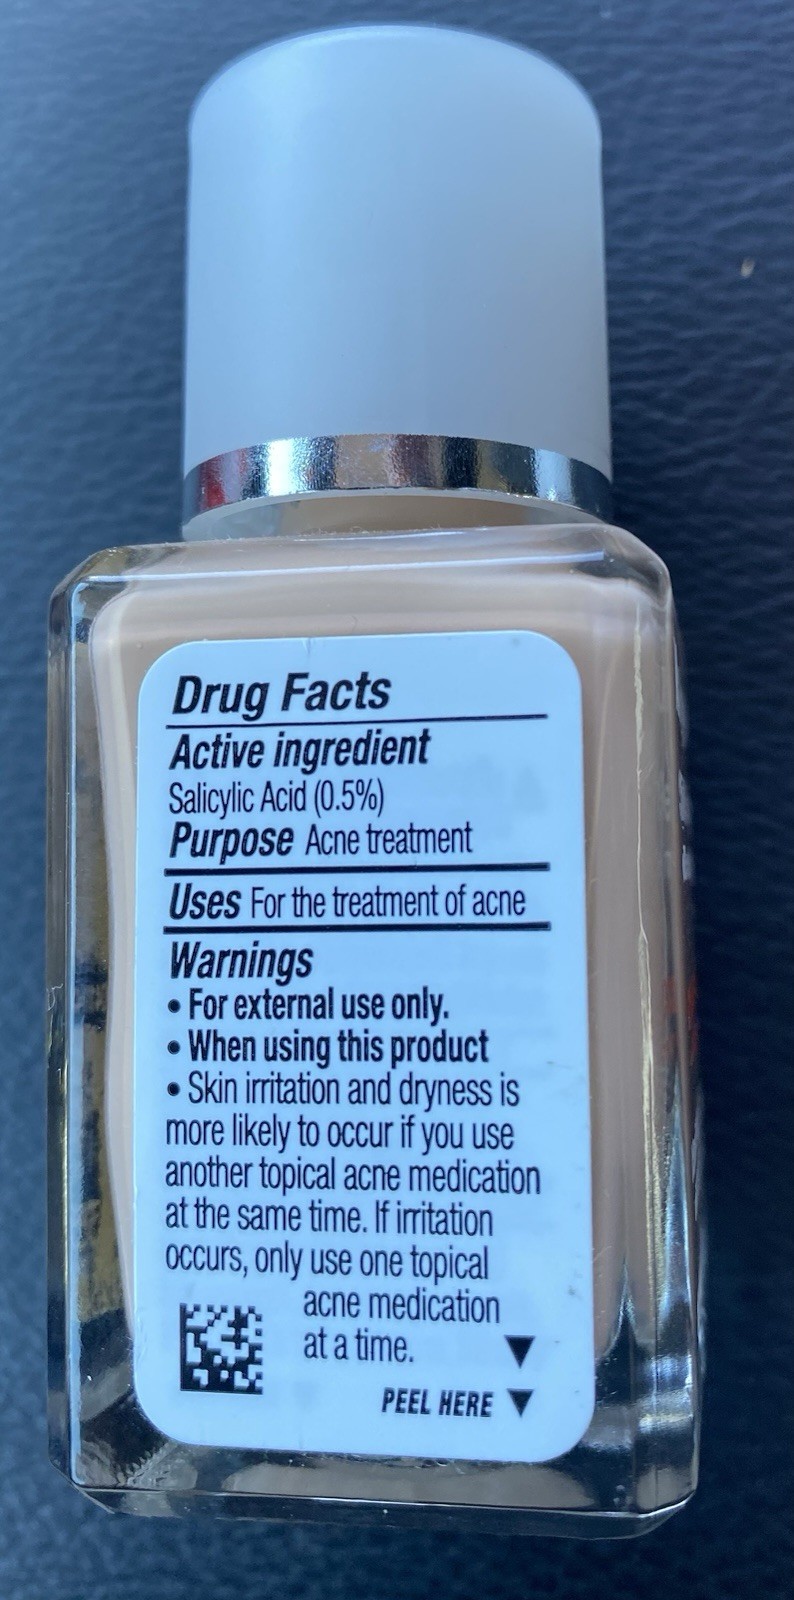 Drug Facts
Active ingredient
Salicylic Acid (0.5%)
Purpose Acne treatment
Uses For the treatment of acne
Warnings
• For external use only.
• When using this product
• Skin irritation and dryness is
more likely to occur if you use
another topical acne medication
at the same time. If irritation
occurs, only use one topical
acne medication
at a time. ▼
PEEL HERE ▼